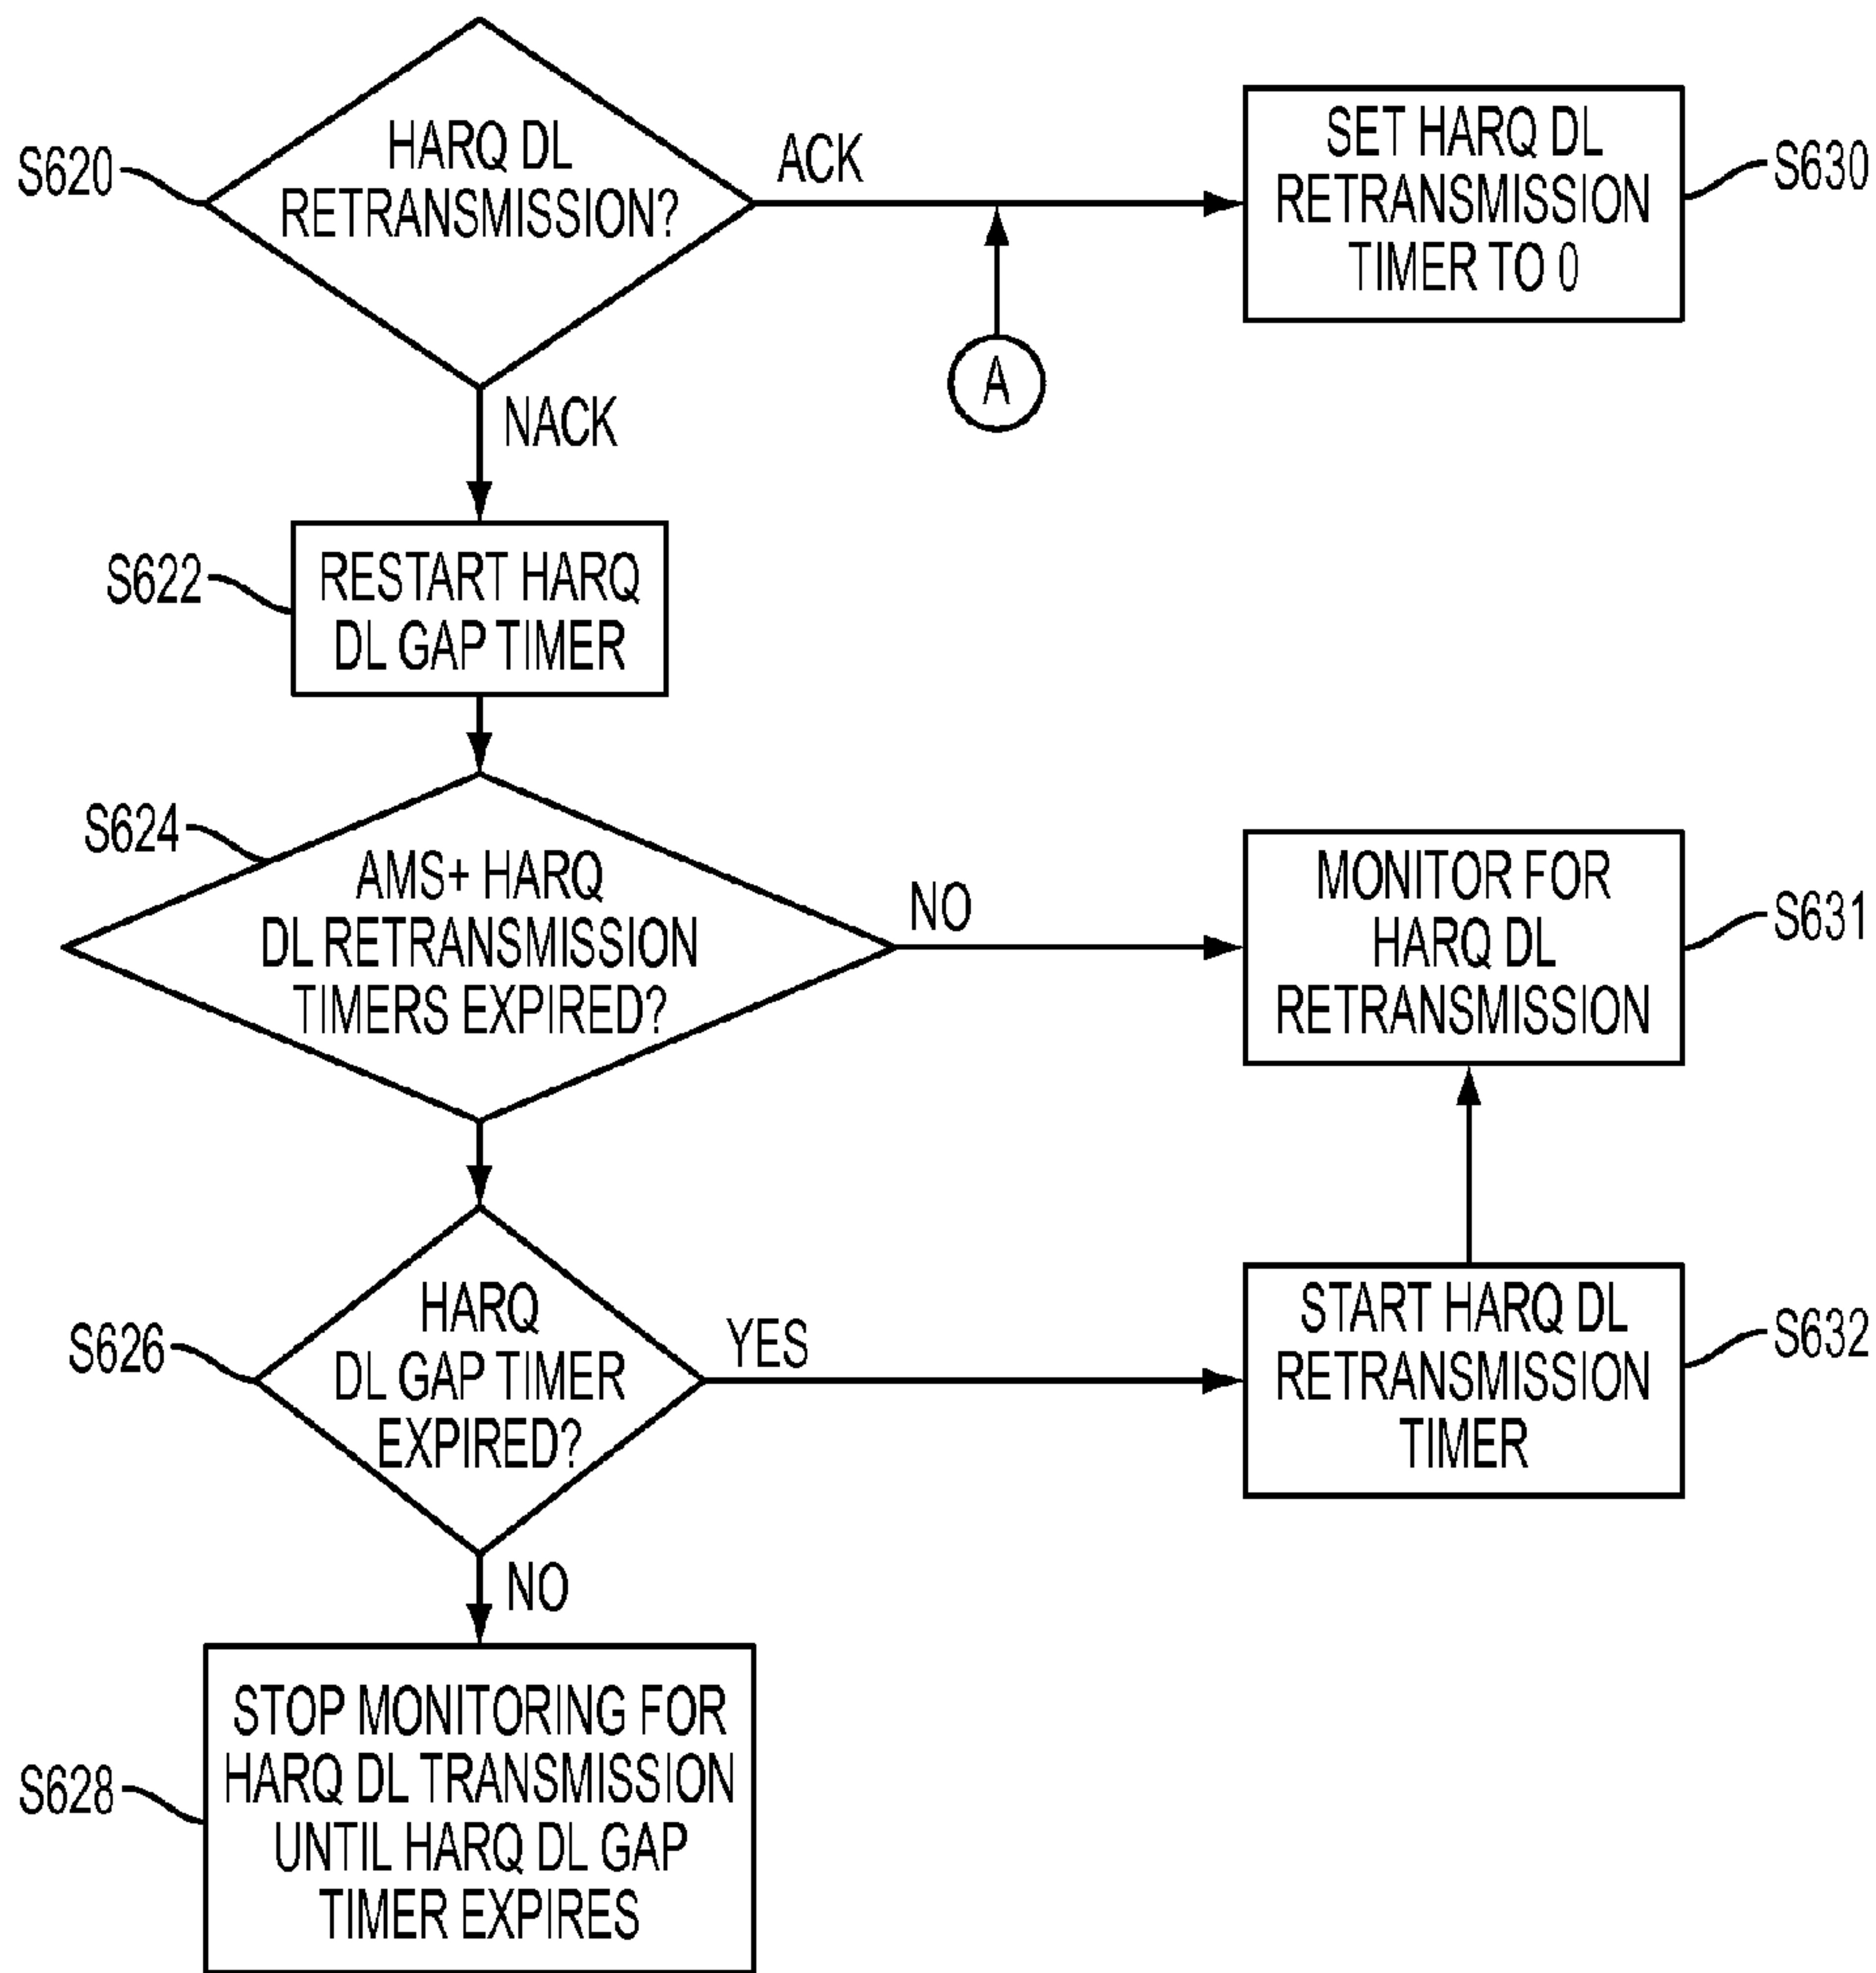 S620
HARQ DL
RETRANSMISSION?
ACK
SET HARQ DL
RETRANSMISSION
TIMER TO 0
S630
A
NACK
S622
RESTART HARQ
DL GAP TIMER
S624
AMS+ HARQ
DL RETRANSMISSION
TIMERS EXPIRED?
NO
MONITOR FOR
HARQ DL
RETRANSMISSION
S631
S626
HARQ
DL GAP TIMER
EXPIRED?
YES
START HARQ DL
RETRANSMISSION
TIMER
S632
NO
S628
STOP MONITORING FOR
HARQ DL TRANSMISSION
UNTIL HARQ DL GAP
TIMER EXPIRES